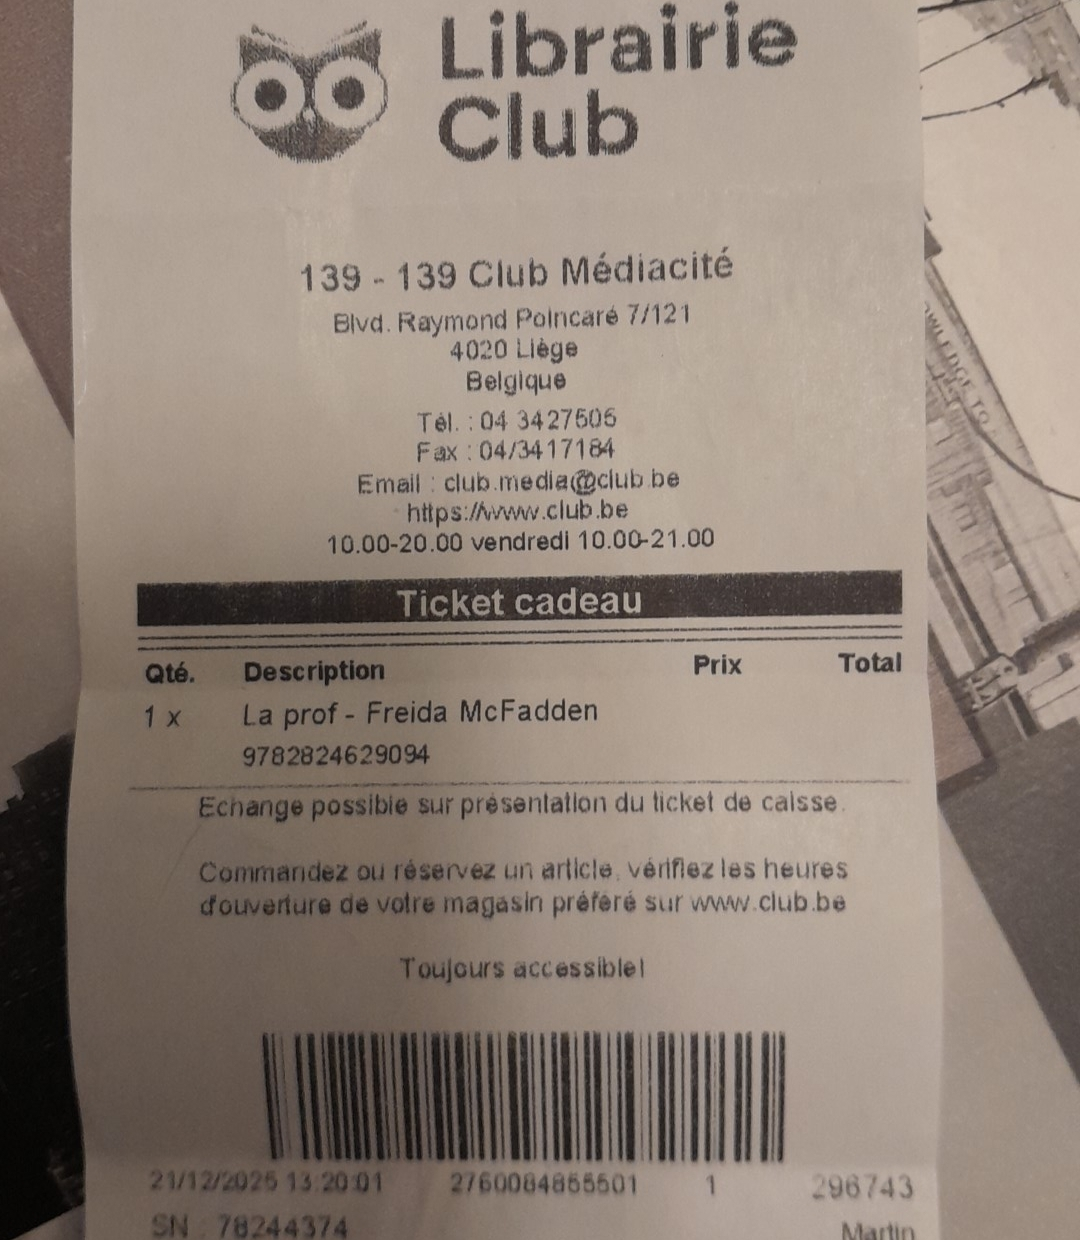 Librairie
Club
139 - 139 Club Médiacité
Blvd. Raymond Poincaré 7/121
4020 Liège
Belgique
Tél. : 04 3427605
Fax : 04/3417184
Email : club.media@club.be
https://www.club.be
10.00-20.00 vendredi 10.00-21.00
Ticket cadeau
Qté. Description Prix Total
1 x La prof - Freida McFadden
9782824629094
Echange possible sur présentation du ticket de caisse.
Commandez ou réservez un article, vérifiez les heures
d'ouverture de votre magasin préféré sur www.club.be
Toujours accessible!
21/12/2025 13:20:01 2760084855501 1 296743
SN : 78244374 Martin
OWLEDGE TO